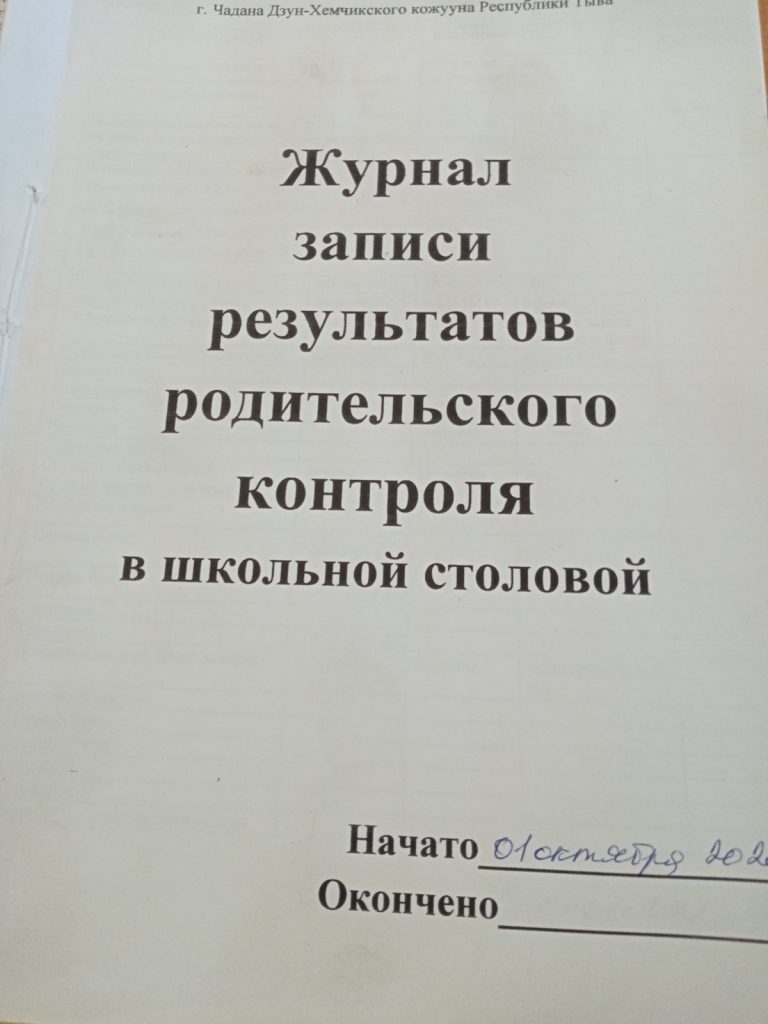 г. Чадана Дзун-Хемчикского кожууна Республики Тыва
Журнал
записи
результатов
родительского
контроля
в школьной столовой
Начато 01 октября
Окончено